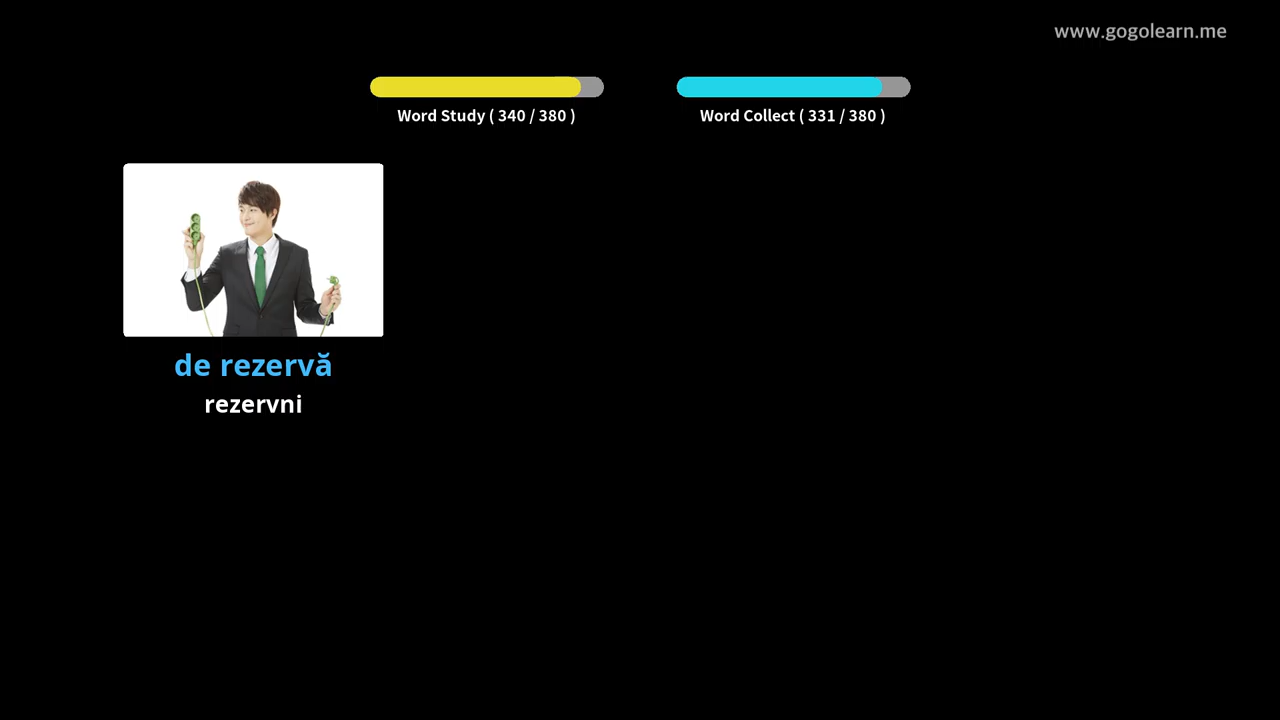 www.gogolearn.me
Word Study ( 340 / 380 )
Word Collect ( 331 / 380 )
de rezervă
rezervni